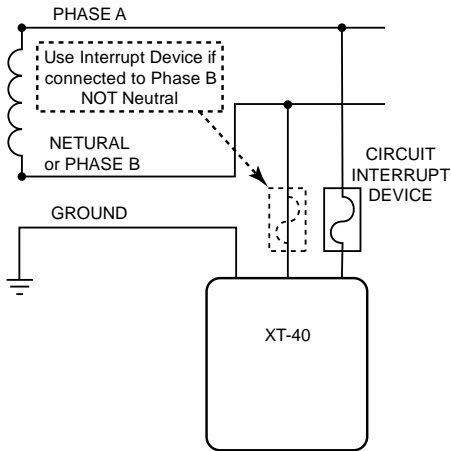 PHASE A
Use Interrupt Device if
connected to Phase B
NOT Neutral
NETURAL
or PHASE B
CIRCUIT
INTERRUPT
DEVICE
GROUND
XT-40